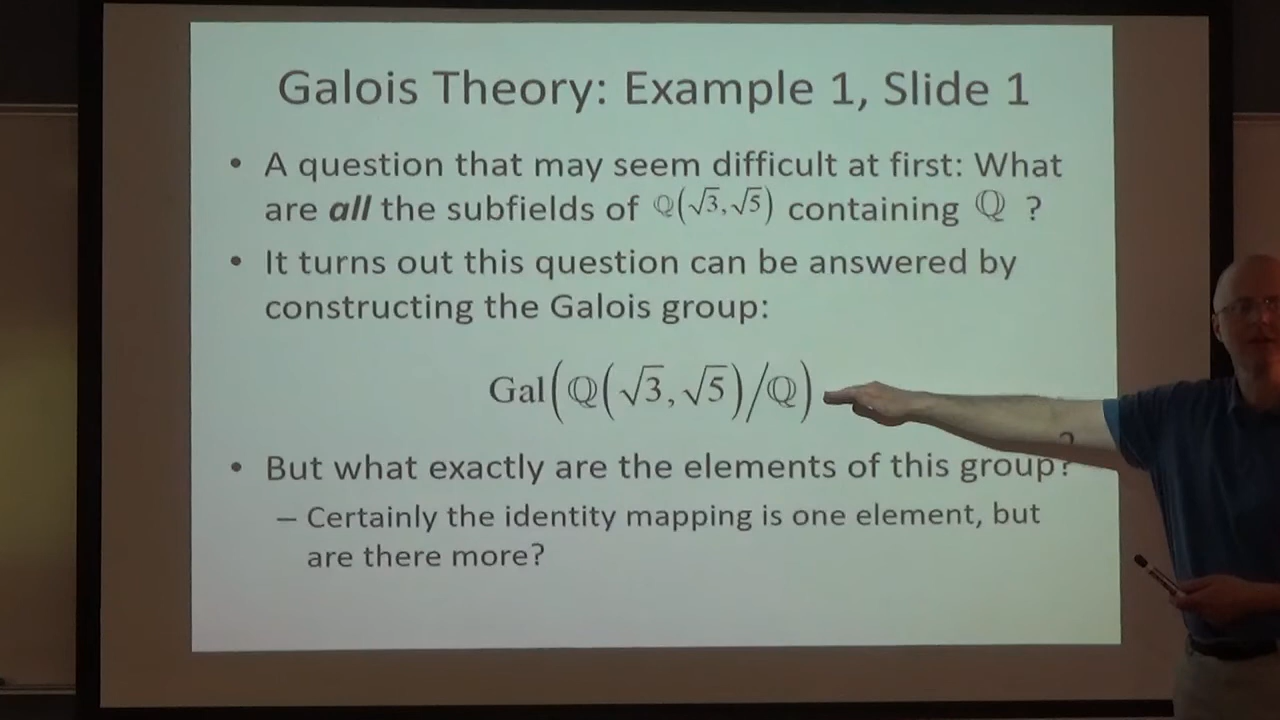 Galois Theory: Example 1, Slide 1
• A question that may seem difficult at first: What
are all the subfields of ℚ(√3,√5) containing ℚ ?
• It turns out this question can be answered by
constructing the Galois group:
Gal(ℚ(√3,√5)/ℚ)
• But what exactly are the elements of this group?
– Certainly the identity mapping is one element, but
are there more?